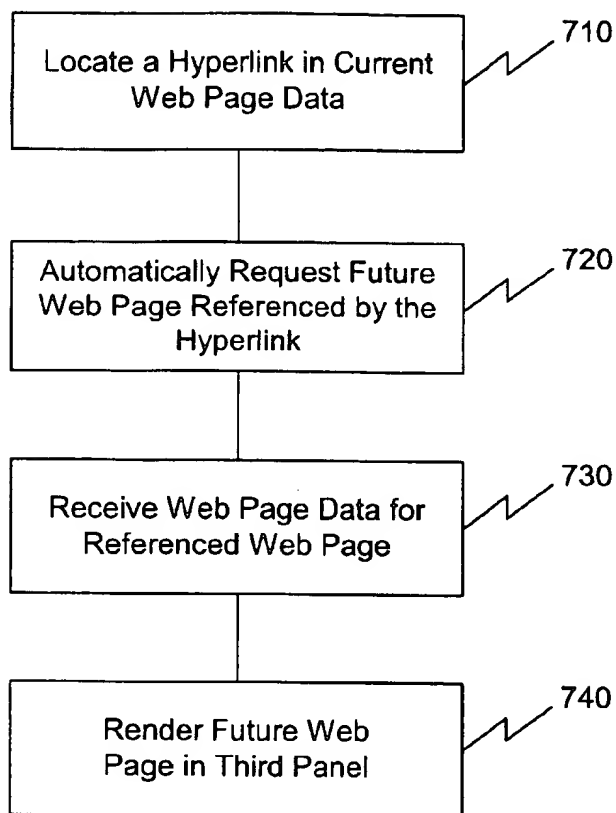 710
Locate a Hyperlink in Current
Web Page Data
720
Automatically Request Future
Web Page Referenced by the
Hyperlink
730
Receive Web Page Data for
Referenced Web Page
740
Render Future Web
Page in Third Panel